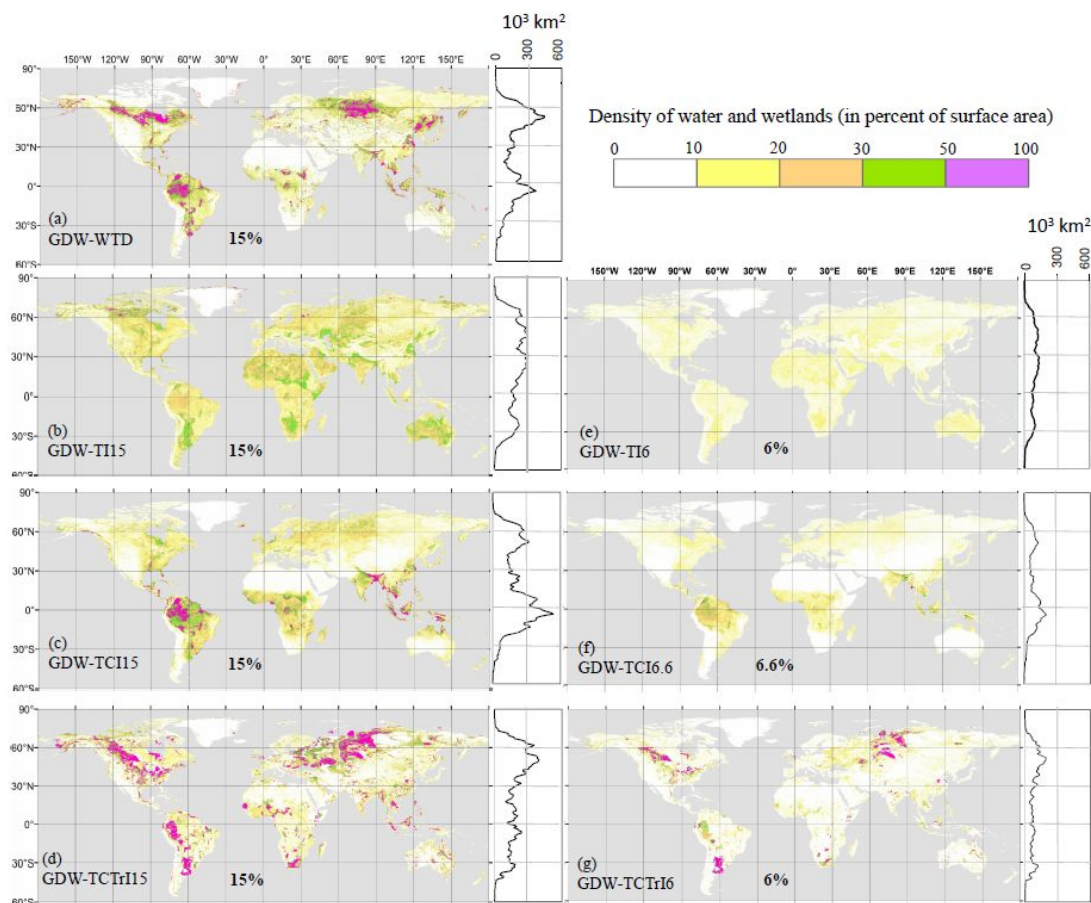 10³ km²
0 300 600
150°W 120°W 90°W 60°W 30°W 0° 30°E 60°E 90°E 120°E 150°E
90°
60°N
30°N
0°
30°S
60°S
(a)
GDW-WTD
15%
Density of water and wetlands (in percent of surface area)
0 10 20 30 50 100
60°N
30°N
0°
30°S
60°S
(b)
GDW-TI15
15%
10³ km²
0 300 600
150°W 120°W 90°W 60°W 30°W 0° 30°E 60°E 90°E 120°E 150°E
(e)
GDW-TI6
6%
90°
60°N
30°N
0°
30°S
60°S
(c)
GDW-TCI15
15%
(f)
GDW-TCI6.6
6.6%
90°
60°N
30°N
0°
30°S
60°S
(d)
GDW-TCTrI15
15%
(g)
GDW-TCTrI6
6%